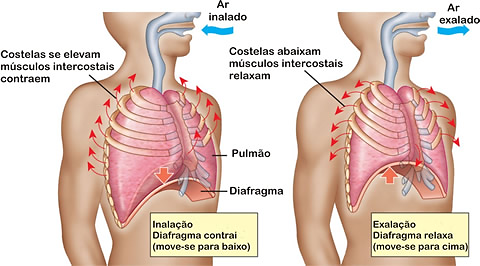 Ar
inalado
Costelas se elevam
músculos intercostais
contraem
Pulmão
Diafragma
Inalação
Diafragma contrai
(move-se para baixo)
Ar
exalado
Costelas abaixam
músculos intercostais
relaxam
Exalação
Diafragma relaxa
(move-se para cima)